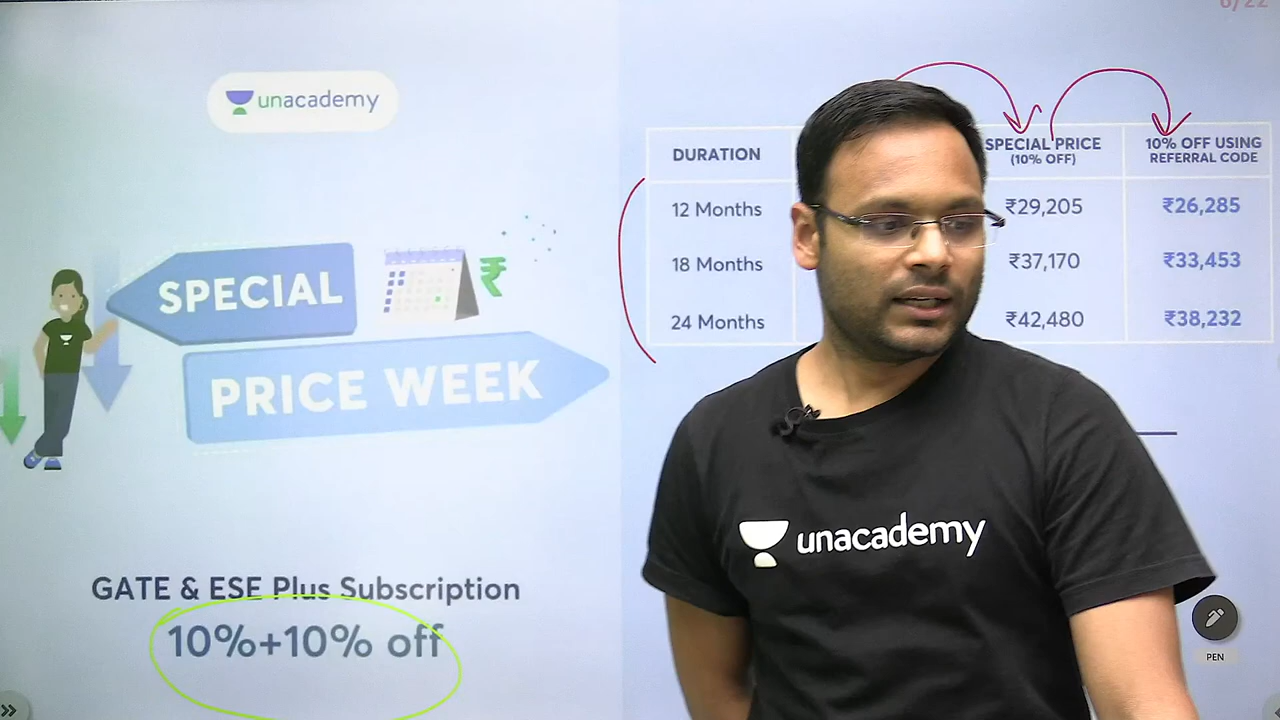 6/22
unacademy
SPECIAL
PRICE WEEK
GATE & ESE Plus Subscription
10%+10% off
DURATION
SPECIAL PRICE
(10% OFF)
10% OFF USING
REFERRAL CODE
12 Months
₹29,205
₹26,285
18 Months
₹37,170
₹33,453
24 Months
₹42,480
₹38,232
unacademy
PEN